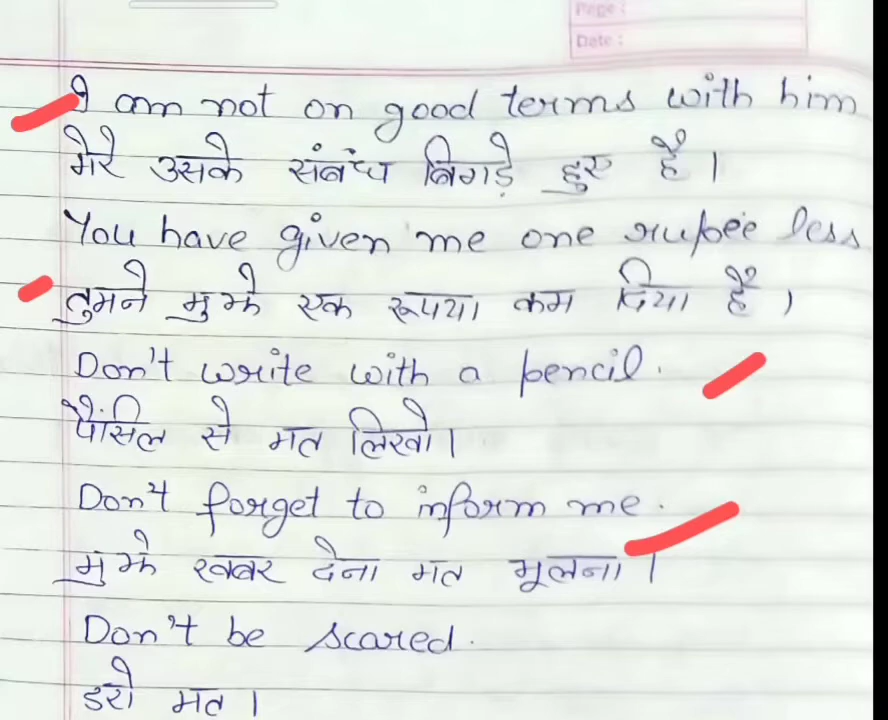 Page :
Date :
I am not on good terms with him
मेरे उसके संबंध बिगड़े हुए हैं।
You have given me one rupee less
तुमने मुझे एक रूपया कम दिया है।
Don't write with a pencil.
पैंसिल से मत लिखो।
Don't forget to inform me.
मुझे खबर देना मत भूलना।
Don't be scared.
डरो मत।